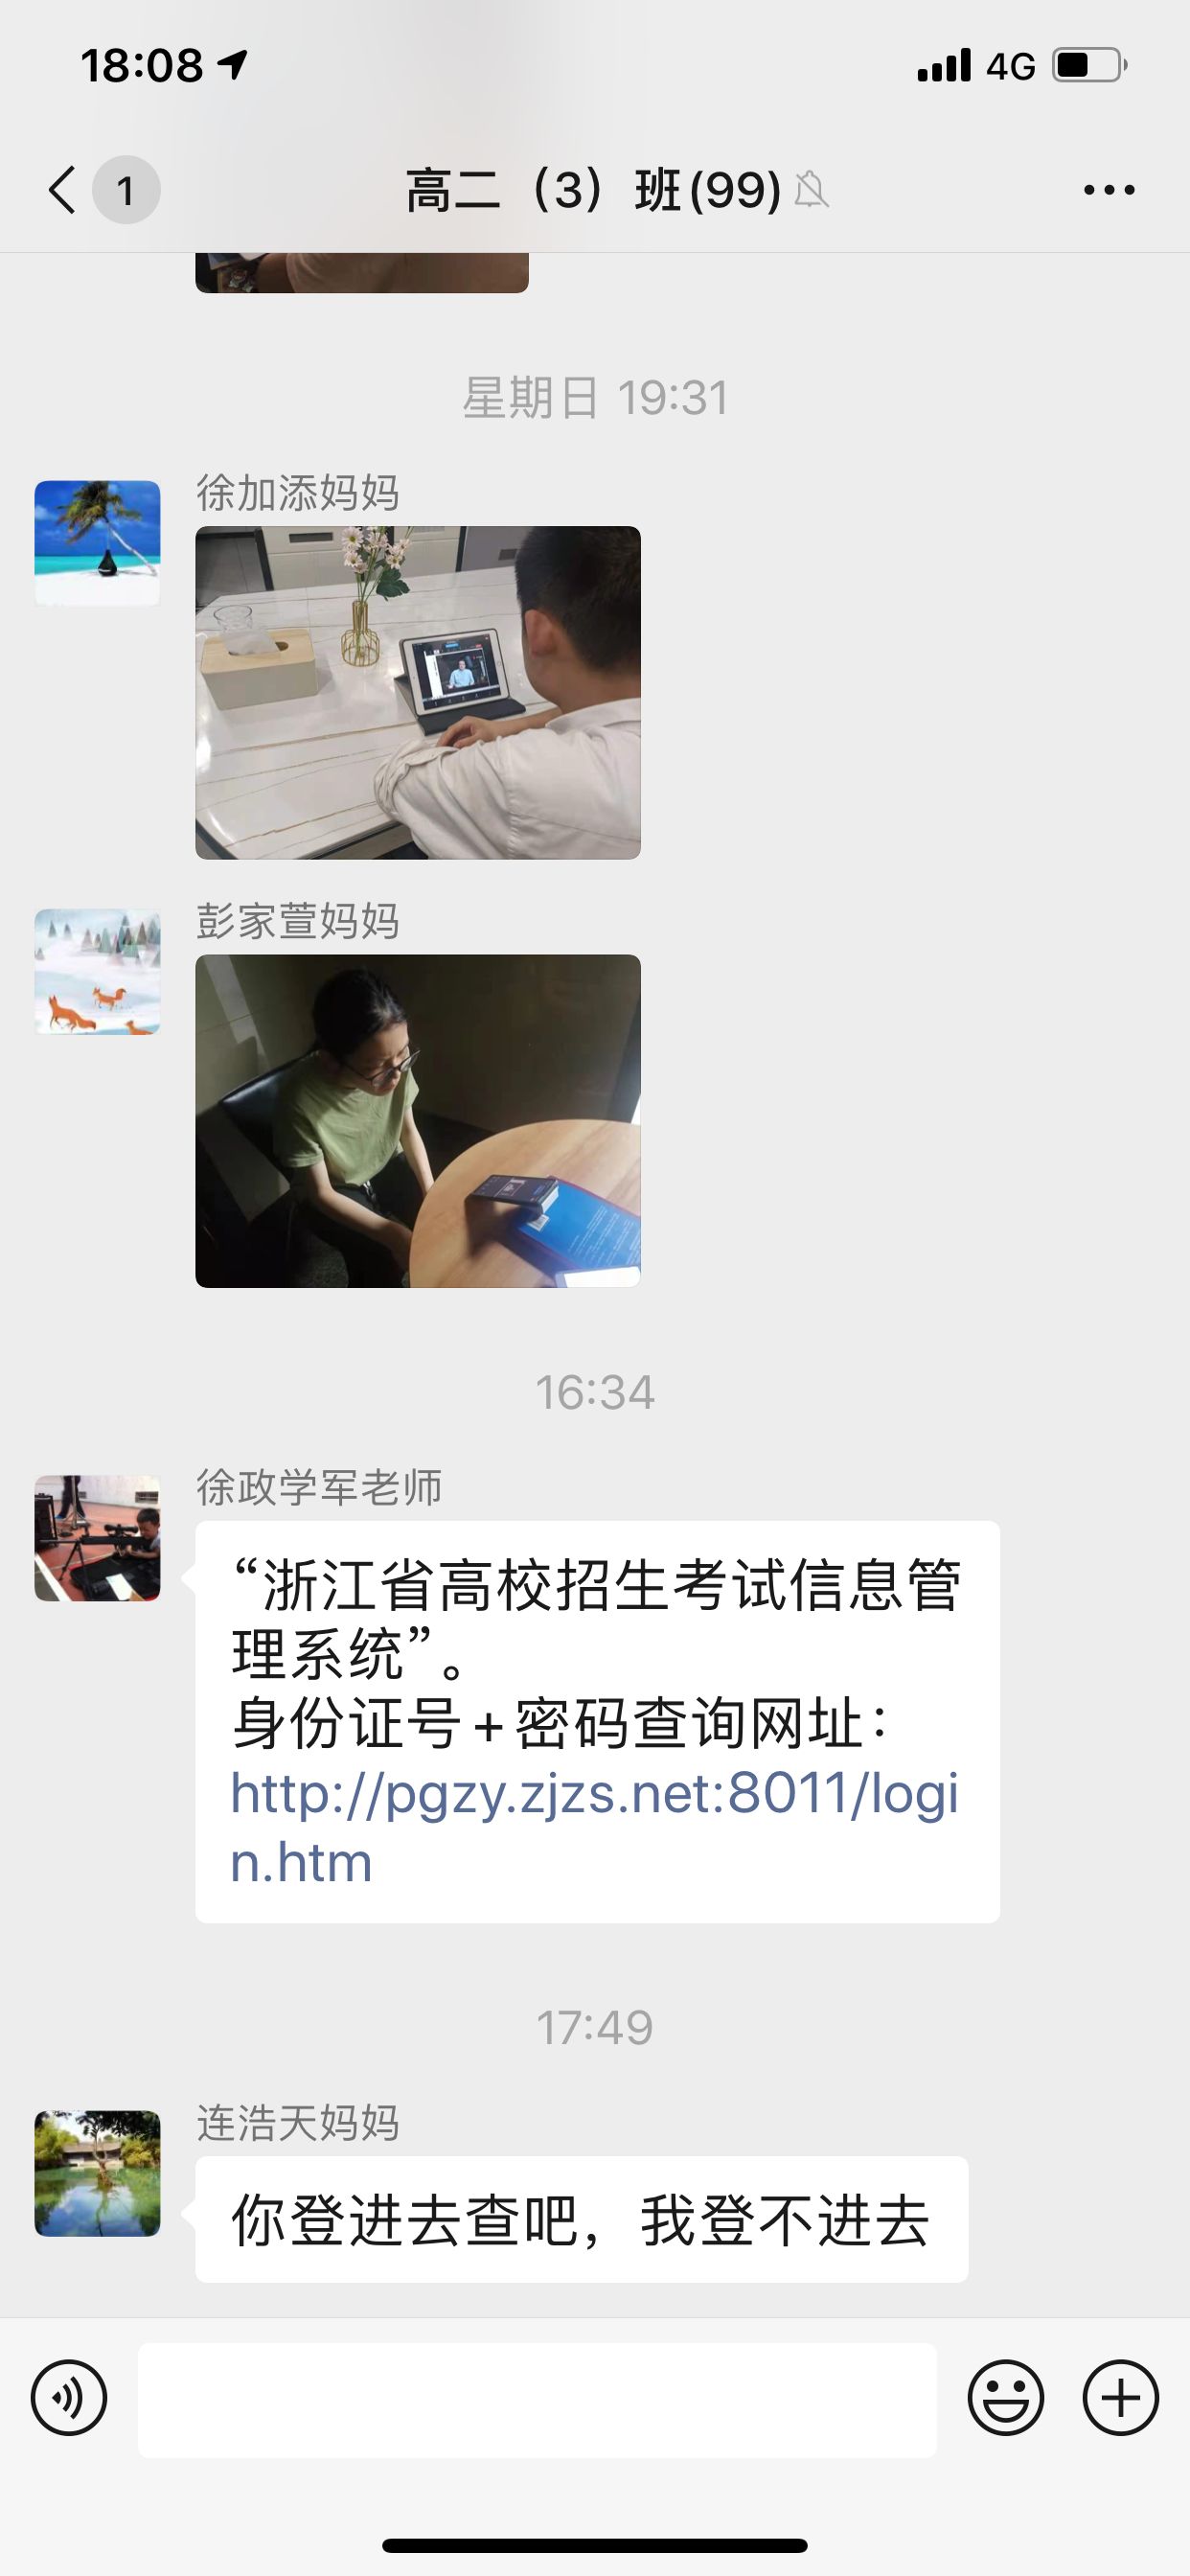 18:08
4G
1
高二（3）班(99)
星期日 19:31
徐加添妈妈
彭家萱妈妈
16:34
徐政学军老师
“浙江省高校招生考试信息管
理系统”。
身份证号+密码查询网址：
http://pgzy.zjzs.net:8011/logi
n.htm
17:49
连浩天妈妈
你登进去查吧，我登不进去